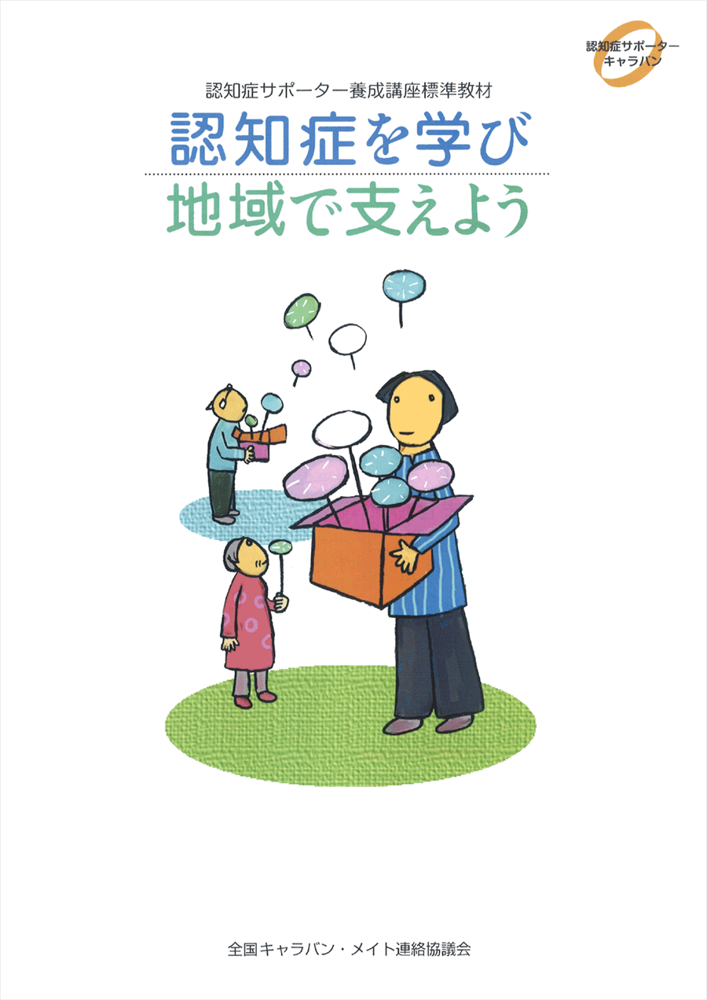 認知症サポーター
キャラバン
認知症サポーター養成講座標準教材
認知症を学び
地域で支えよう
全国キャラバン・メイト連絡協議会